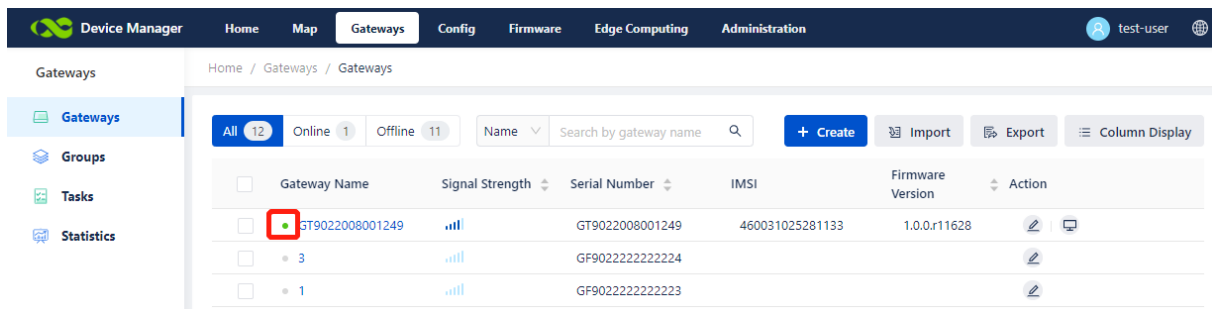 Device Manager Home Map Gateways Config Firmware Edge Computing Administration test-user
Gateways
Home / Gateways / Gateways
Gateways
Groups
Tasks
Statistics
All 12 Online 1 Offline 11 Name Search by gateway name + Create Import Export Column Display
Gateway Name Signal Strength Serial Number IMSI Firmware Version Action
GT9022008001249 GT9022008001249 460031025281133 1.0.0.r11628
3 GF9022222222224
1 GF9022222222223